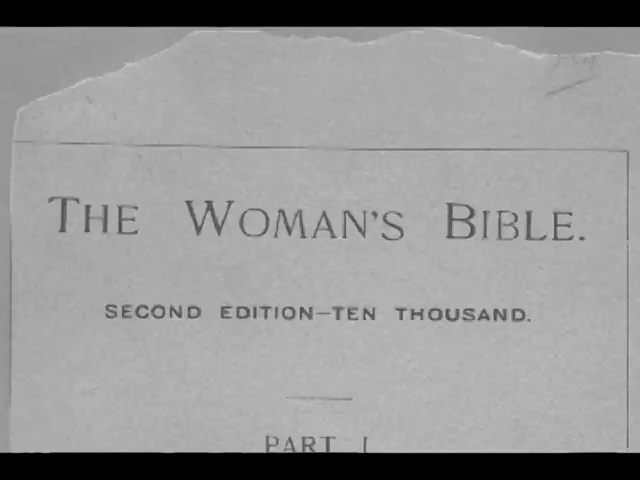 THE WOMAN'S BIBLE.
SECOND EDITION—TEN THOUSAND.
PART I